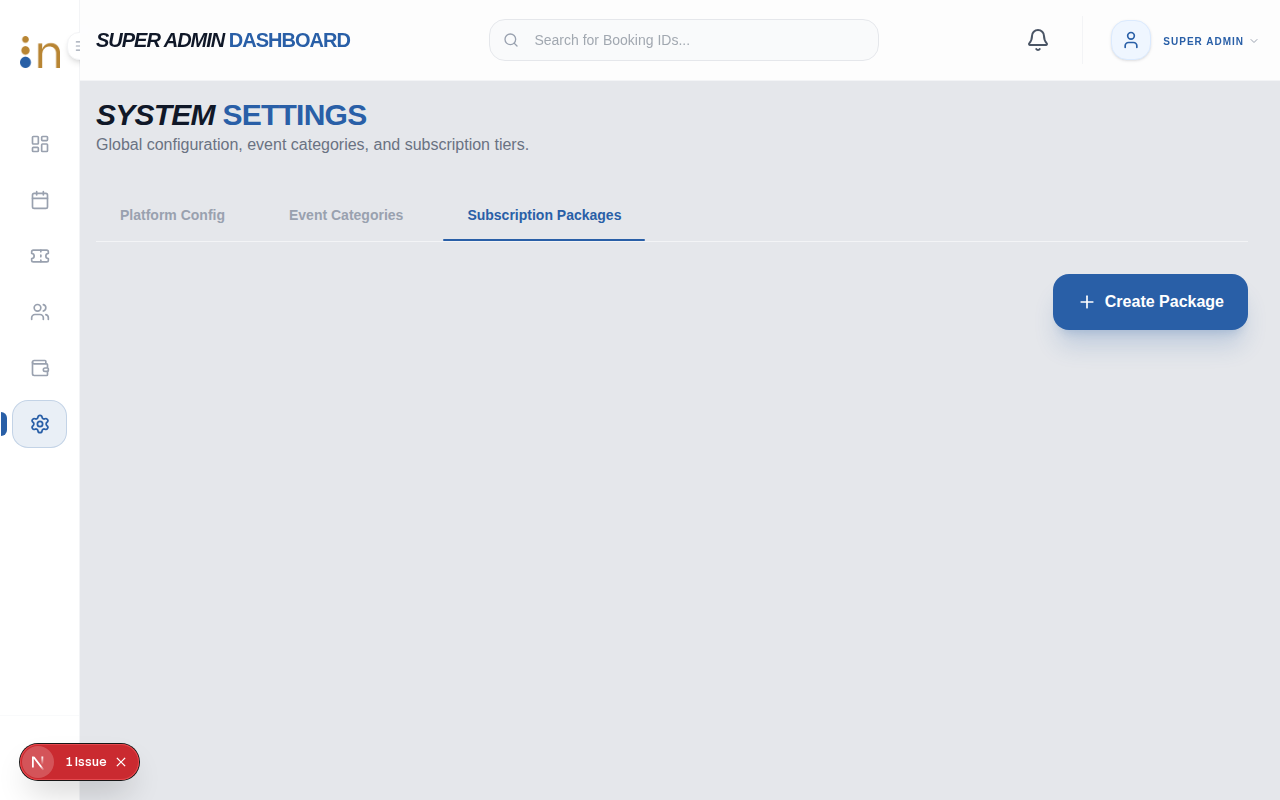 in
SUPER ADMIN DASHBOARD
Search for Booking IDs...
SUPER ADMIN
SYSTEM SETTINGS
Global configuration, event categories, and subscription tiers.
Platform Config
Event Categories
Subscription Packages
Create Package
N
1 Issue